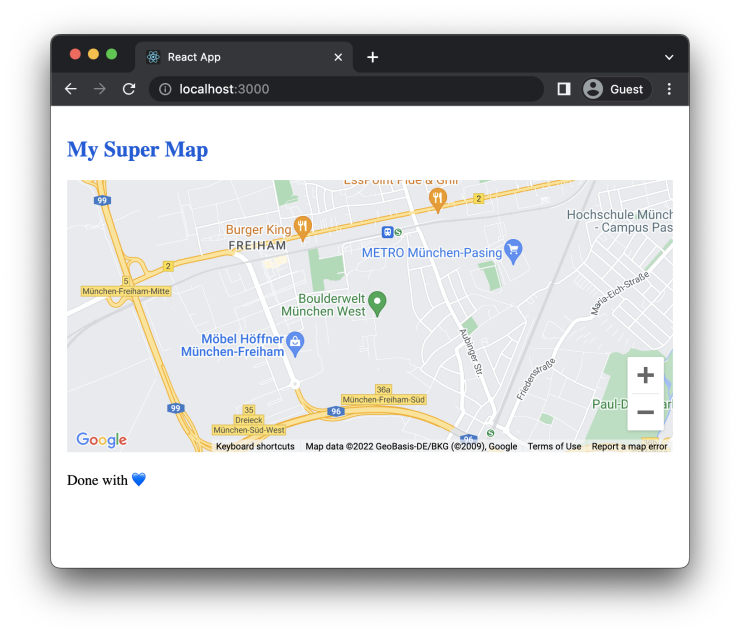 React App
localhost:3000
Guest
My Super Map
99
EssPoint Pide & Grill
2
Hochschule Münch
- Campus Pas
Burger King
FREIHAM
S
METRO München-Pasing
2
5
München-Freiham-Mitte
Maria-Eich-Straße
Boulderwelt
München West
Möbel Höffner
München-Freiham
Aubinger Str.
Friedenstraße
36a
München-Freiham-Süd
99
35
Dreieck
München-Süd-West
96
Paul-D
ar
96
S
Google
Keyboard shortcuts
Map data ©2022 GeoBasis-DE/BKG (©2009), Google
Terms of Use
Report a map error
Done with 💙